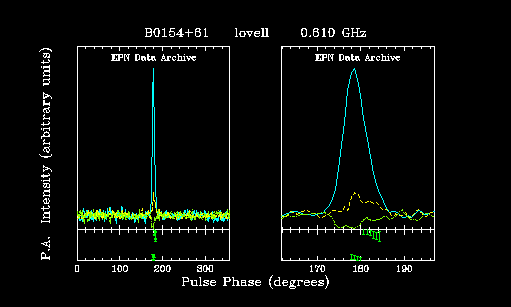 B0154+61 lovell 0.610 GHz
EPN Data Archive EPN Data Archive
P.A. Intensity (arbitrary units)
0 100 200 300 170 180 190
Pulse Phase (degrees)